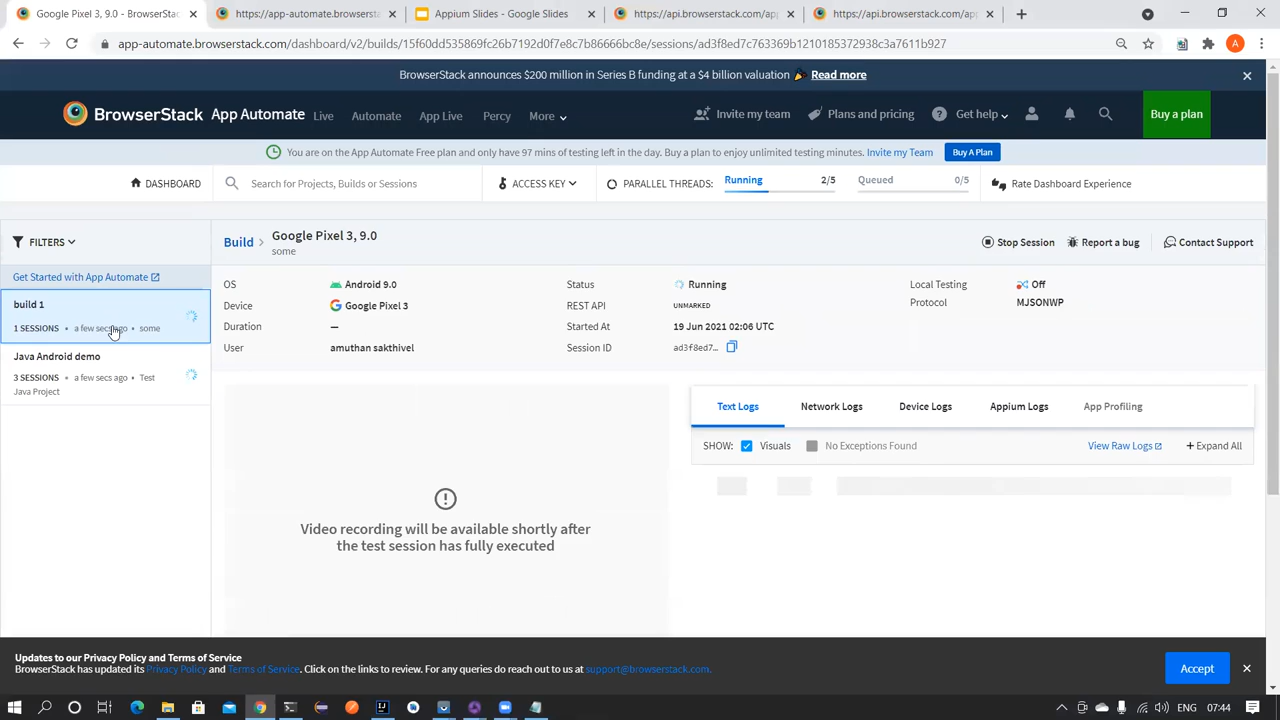 Google Pixel 3, 9.0 - BrowserSt
https://app-automate.browserst
Appium Slides - Google Slides
https://api.browserstack.com/ap
https://api.browserstack.com/ap
app-automate.browserstack.com/dashboard/v2/builds/15f60dd535869c26b719210f7e8c7b86666bc8e/sessions/ad3f8ed7c763369b1210185372938c3a7611b927
A
BrowserStack announces $200 million in Series B funding at a $4 billion valuation 🎉 Read more
BrowserStack App Automate Live Automate App Live Percy More
Invite my team Plans and pricing Get help Buy a plan
You are on the App Automate Free plan and only have 97 mins of testing left in the day. Buy a plan to enjoy unlimited testing minutes. Invite my Team Buy A Plan
DASHBOARD Search for Projects, Builds or Sessions ACCESS KEY PARALLEL THREADS: Running 2/5 Queued 0/5 Rate Dashboard Experience
FILTERS
Get Started with App Automate
build 1
1 SESSIONS • a few secs ago • some
Java Android demo
3 SESSIONS • a few secs ago • Test
Java Project
Build > Google Pixel 3, 9.0
some
Stop Session Report a bug Contact Support
OS Android 9.0 Status Running Local Testing Off
Device Google Pixel 3 REST API UNMARKED Protocol MJSONWP
Duration — Started At 19 Jun 2021 02:06 UTC
User amuthan sakthivel Session ID ad3f8ed7...
Text Logs Network Logs Device Logs Appium Logs App Profiling
SHOW: Visuals No Exceptions Found View Raw Logs + Expand All
Video recording will be available shortly after
the test session has fully executed
Updates to our Privacy Policy and Terms of Service
BrowserStack has updated its Privacy Policy and Terms of Service. Click on the links to review. For any queries do reach out to us at support@browserstack.com.
Accept
ENG 07:44